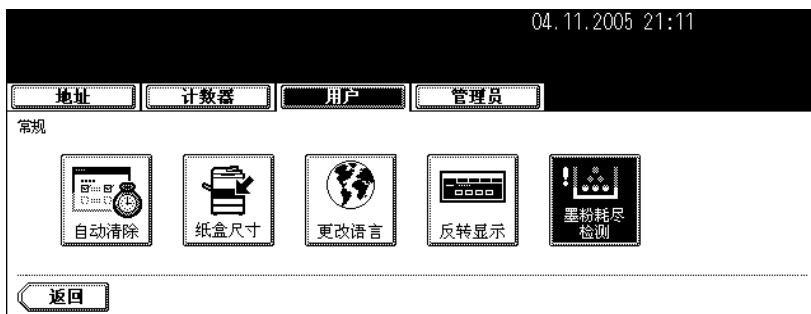 04.11.2005 21:11
地址 计数器 用户 管理员
常规
自动清除 纸盒尺寸 更改语言 反转显示 墨粉耗尽
检测
返回